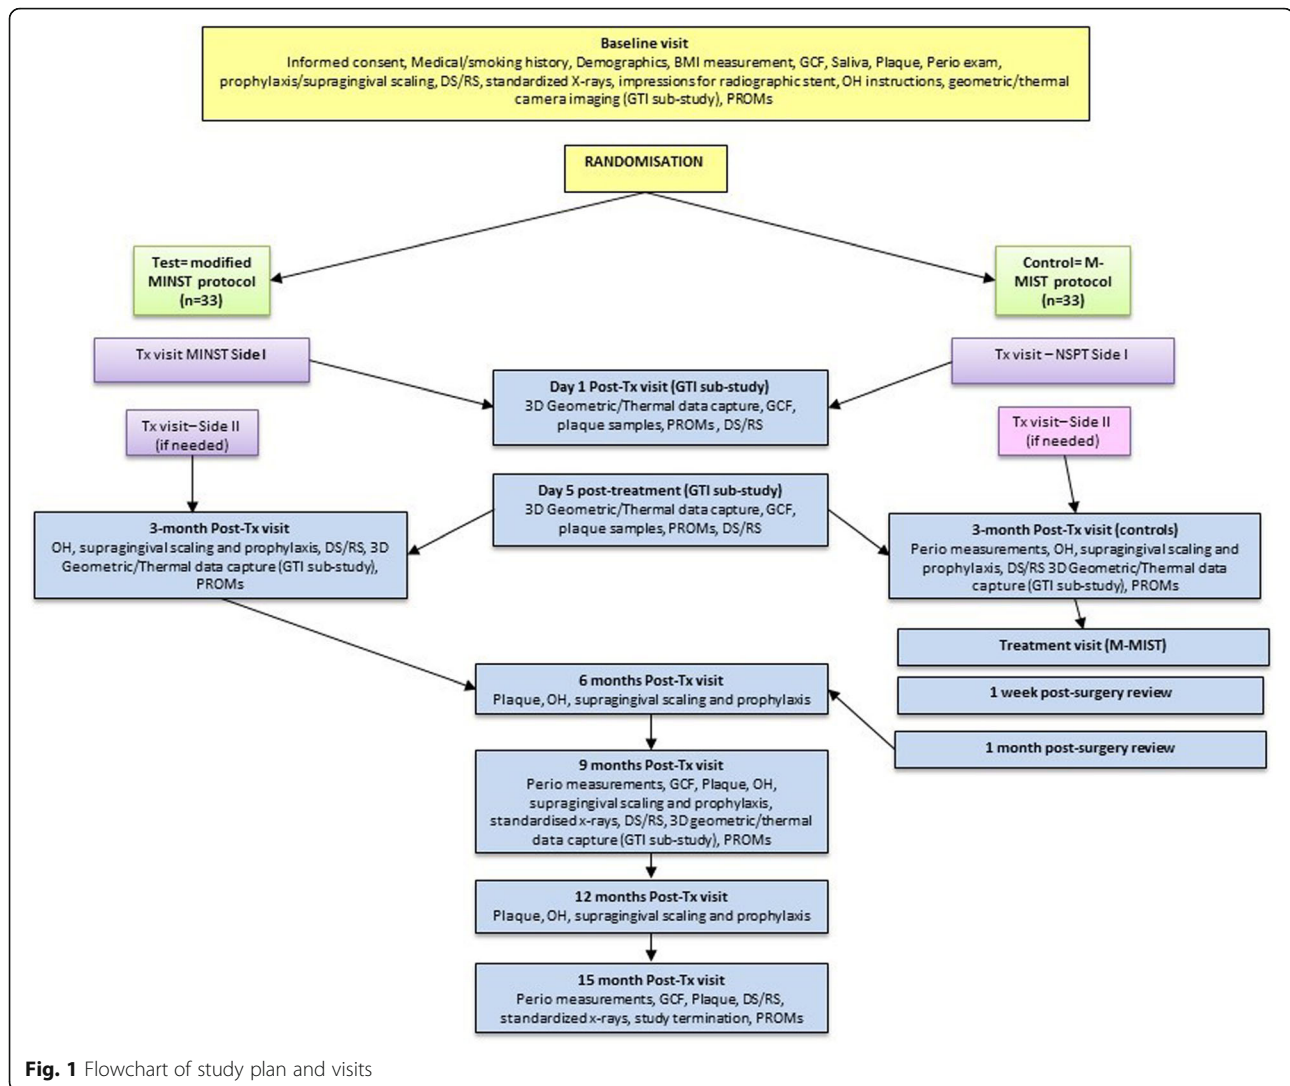 Baseline visit
Informed consent, Medical/smoking history, Demographics, BMI measurement, GCF, Saliva, Plaque, Perio exam,
prophylaxis/supragingival scaling, DS/RS, standardized X-rays, impressions for radiographic stent, OH instructions, geometric/thermal
camera imaging (GTI sub-study), PROMs
RANDOMISATION
Test= modified
MINST protocol
(n=33)
Control= M-
MIST protocol
(n=33)
Tx visit MINST Side I
Tx visit – NSPT Side I
Day 1 Post-Tx visit (GTI sub-study)
3D Geometric/Thermal data capture, GCF,
plaque samples, PROMs , DS/RS
Tx visit– Side II
(if needed)
Tx visit– Side II
(if needed)
Day 5 post-treatment (GTI sub-study)
3D Geometric/Thermal data capture, GCF,
plaque samples, PROMs, DS/RS
3-month Post-Tx visit
OH, supragingival scaling and prophylaxis, DS/RS, 3D
Geometric/Thermal data capture (GTI sub-study),
PROMs
3-month Post-Tx visit (controls)
Perio measurements, OH, supragingival scaling and
prophylaxis, DS/RS 3D Geometric/Thermal data
capture (GTI sub-study), PROMs
Treatment visit (M-MIST)
1 week post-surgery review
1 month post-surgery review
6 months Post-Tx visit
Plaque, OH, supragingival scaling and prophylaxis
9 months Post-Tx visit
Perio measurements, GCF, Plaque, OH,
supragingival scaling and prophylaxis,
standardised x-rays, DS/RS, 3D geometric/thermal
data capture (GTI sub-study), PROMs
12 months Post-Tx visit
Plaque, OH, supragingival scaling and prophylaxis
15 month Post-Tx visit
Perio measurements, GCF, Plaque, DS/RS,
standardized x-rays, study termination, PROMs
Fig. 1 Flowchart of study plan and visits